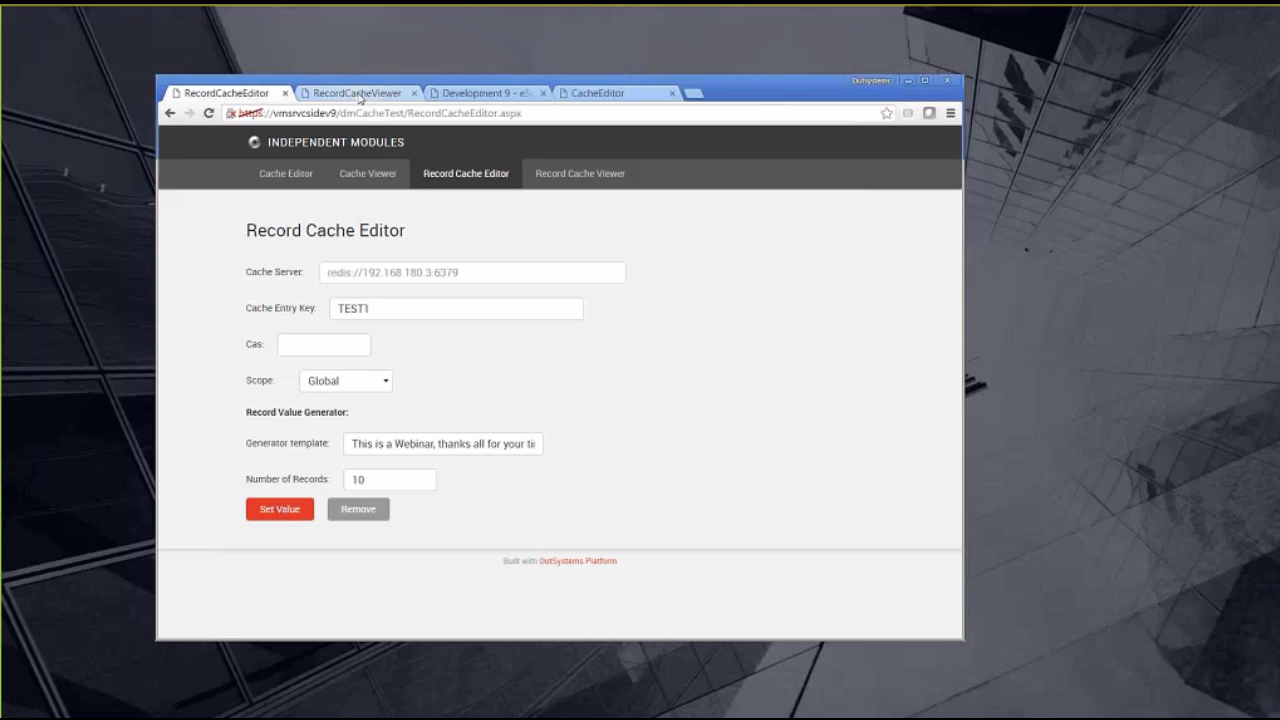 Outsystems
RecordCacheEditor
RecordCacheViewer
Development 9 - eS
CacheEditor
https://vmsrvcsidev9/dmCacheTest/RecordCacheEditor.aspx
INDEPENDENT MODULES
Cache Editor
Cache Viewer
Record Cache Editor
Record Cache Viewer
Record Cache Editor
Cache Server: redis://192.168.180.3:6379
Cache Entry Key: TEST1
Cas:
Scope: Global
Record Value Generator:
Generator template: This is a Webinar, thanks all for your ti
Number of Records: 10
Set Value
Remove
Built with OutSystems Platform